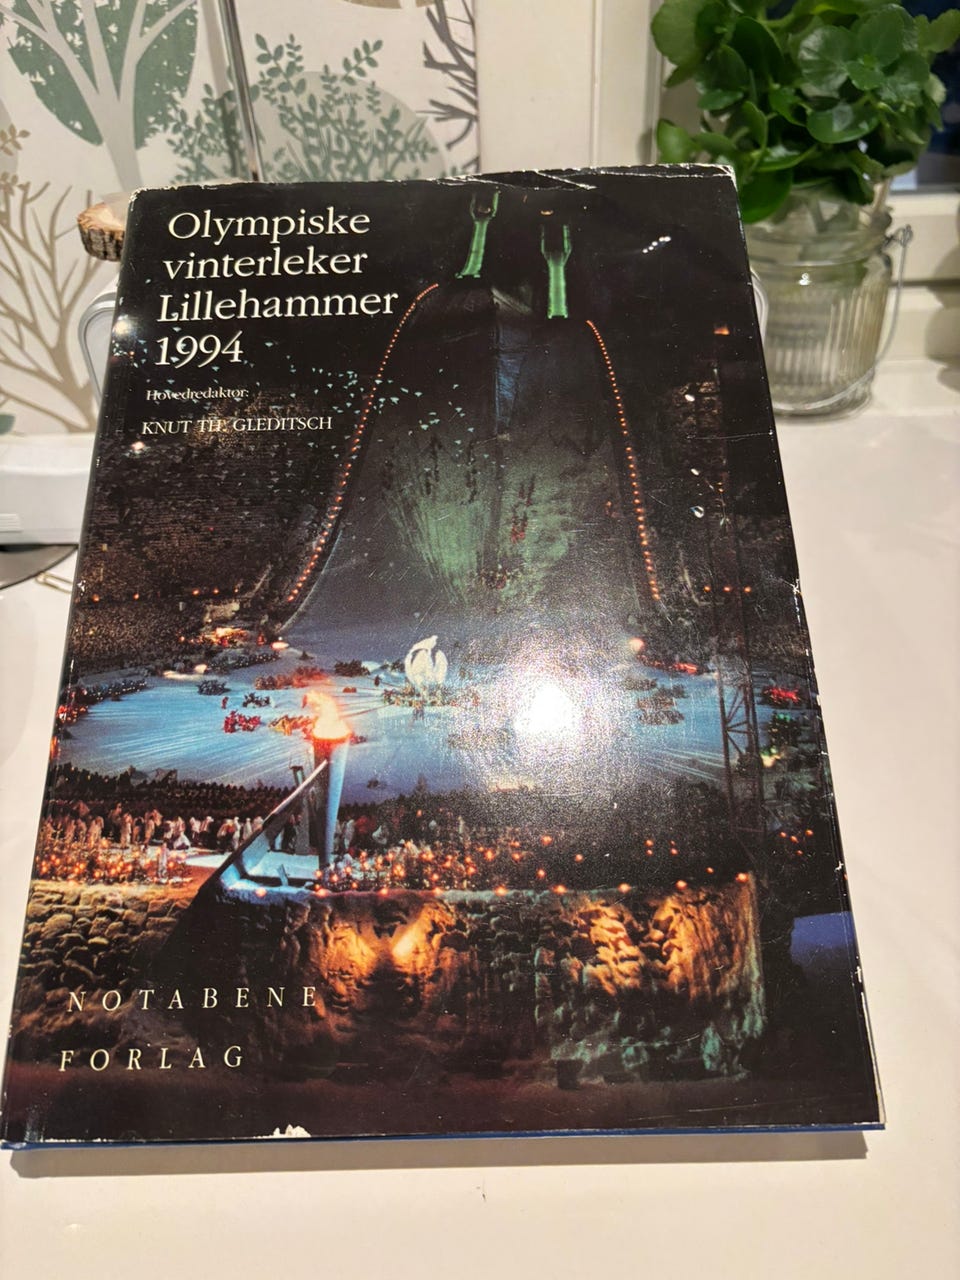 Olympiske
vinterleker
Lillehammer
1994
Hovedredaktør:
KNUT TH. GLEDITSCH
NOTABENE
FORLAG